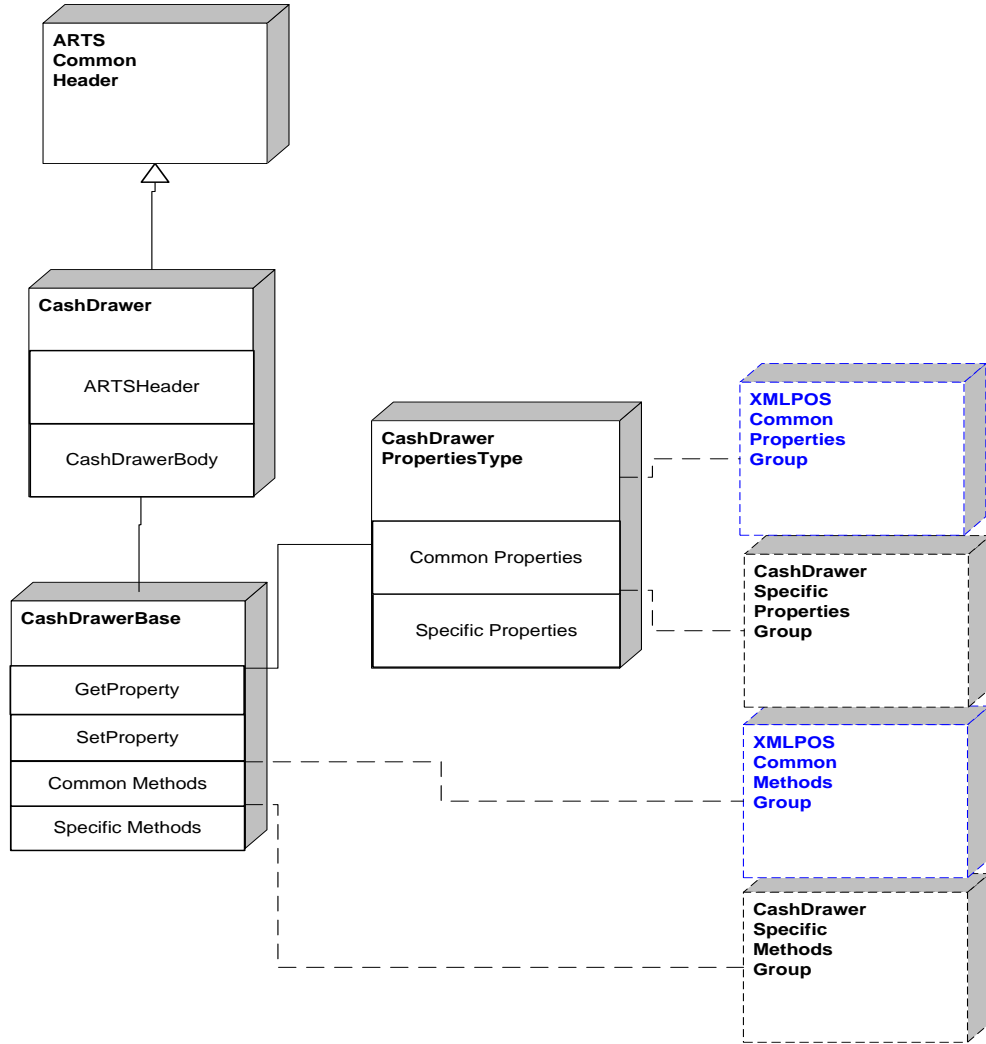 ARTS
Common
Header
CashDrawer
ARTSHeader
CashDrawerBody
CashDrawerBase
GetProperty
SetProperty
Common Methods
Specific Methods
CashDrawer
PropertiesType
Common Properties
Specific Properties
XMLPOS
Common
Properties
Group
CashDrawer
Specific
Properties
Group
XMLPOS
Common
Methods
Group
CashDrawer
Specific
Methods
Group